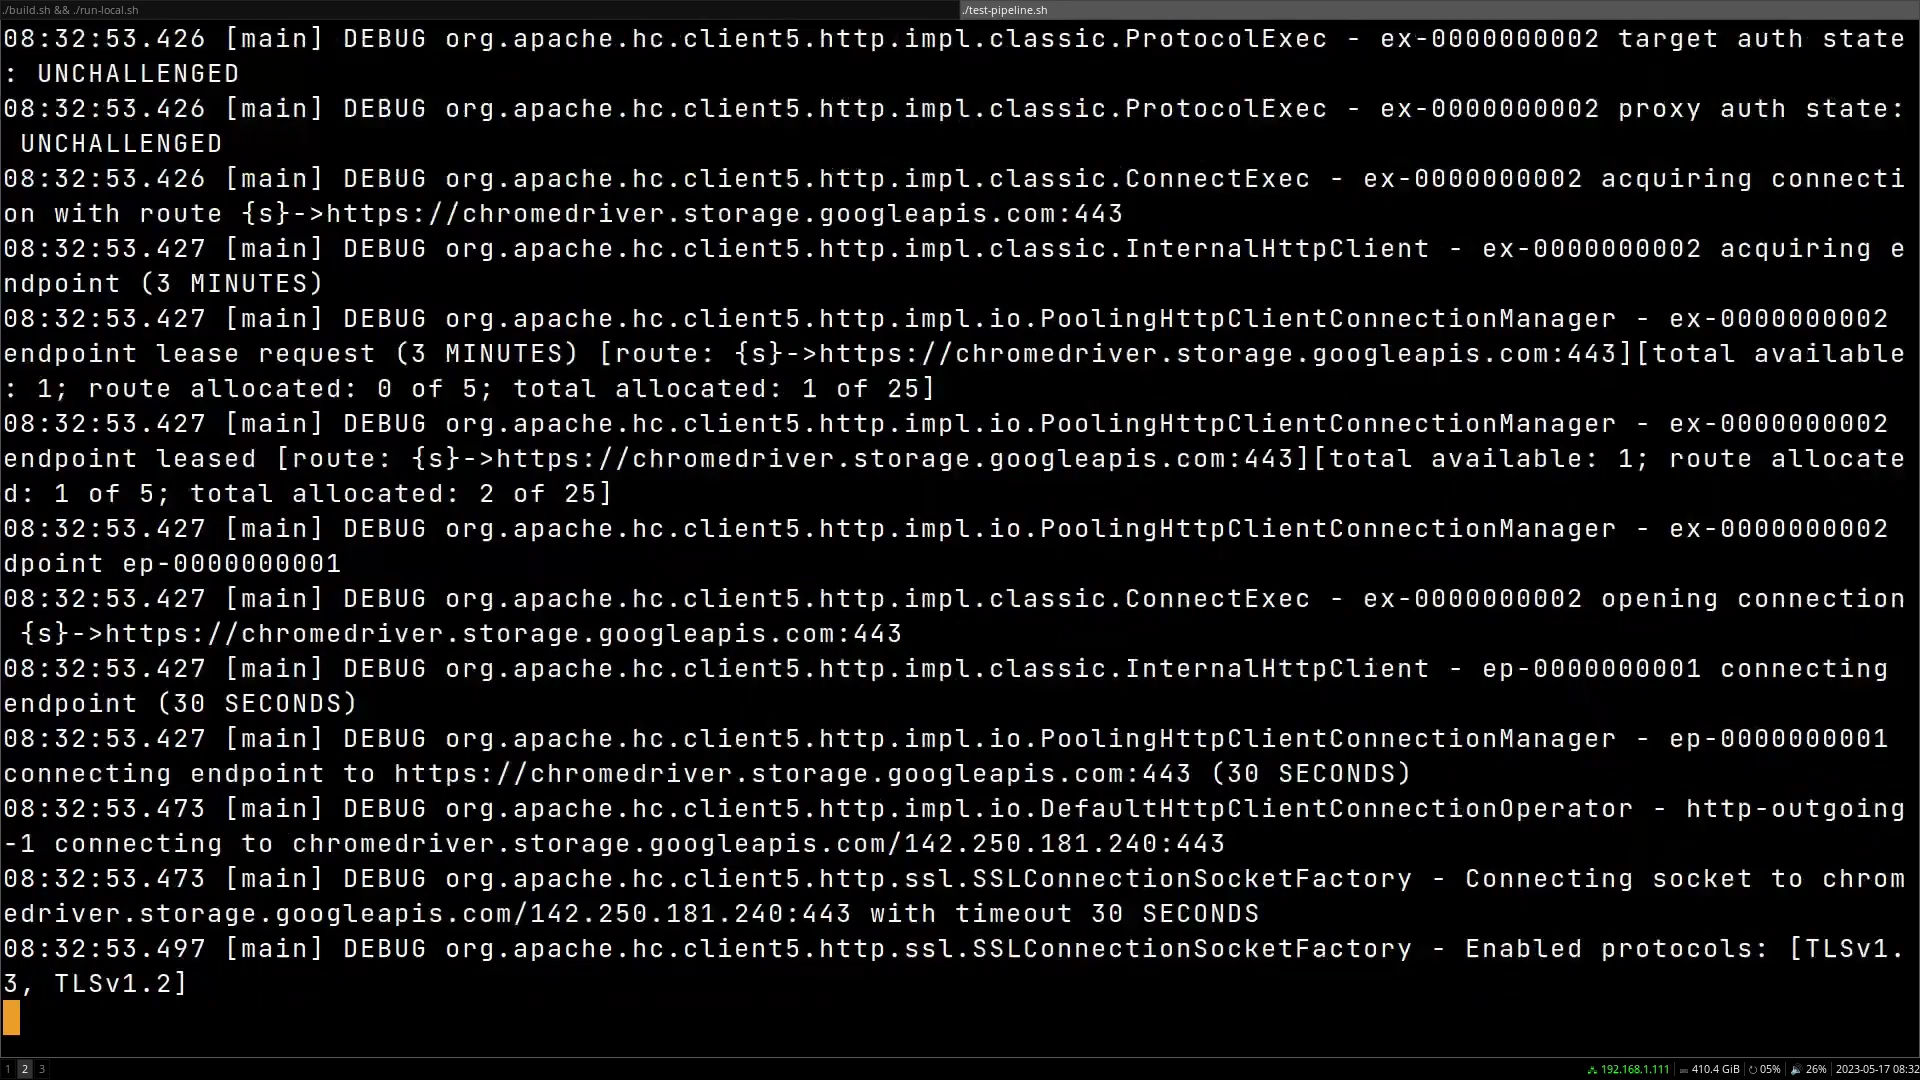 ./build.sh && ./run-local.sh
./test-pipeline.sh
08:32:53.426 [main] DEBUG org.apache.hc.client5.http.impl.classic.ProtocolExec - ex-0000000002 target auth state
: UNCHALLENGED
08:32:53.426 [main] DEBUG org.apache.hc.client5.http.impl.classic.ProtocolExec - ex-0000000002 proxy auth state:
 UNCHALLENGED
08:32:53.426 [main] DEBUG org.apache.hc.client5.http.impl.classic.ConnectExec - ex-0000000002 acquiring connecti
on with route {s}->https://chromedriver.storage.googleapis.com:443
08:32:53.427 [main] DEBUG org.apache.hc.client5.http.impl.classic.InternalHttpClient - ex-0000000002 acquiring e
ndpoint (3 MINUTES)
08:32:53.427 [main] DEBUG org.apache.hc.client5.http.impl.io.PoolingHttpClientConnectionManager - ex-0000000002
endpoint lease request (3 MINUTES) [route: {s}->https://chromedriver.storage.googleapis.com:443][total available
: 1; route allocated: 0 of 5; total allocated: 1 of 25]
08:32:53.427 [main] DEBUG org.apache.hc.client5.http.impl.io.PoolingHttpClientConnectionManager - ex-0000000002
endpoint leased [route: {s}->https://chromedriver.storage.googleapis.com:443][total available: 1; route allocate
d: 1 of 5; total allocated: 2 of 25]
08:32:53.427 [main] DEBUG org.apache.hc.client5.http.impl.io.PoolingHttpClientConnectionManager - ex-0000000002
dpoint ep-0000000001
08:32:53.427 [main] DEBUG org.apache.hc.client5.http.impl.classic.ConnectExec - ex-0000000002 opening connection
 {s}->https://chromedriver.storage.googleapis.com:443
08:32:53.427 [main] DEBUG org.apache.hc.client5.http.impl.classic.InternalHttpClient - ep-0000000001 connecting
endpoint (30 SECONDS)
08:32:53.427 [main] DEBUG org.apache.hc.client5.http.impl.io.PoolingHttpClientConnectionManager - ep-0000000001
connecting endpoint to https://chromedriver.storage.googleapis.com:443 (30 SECONDS)
08:32:53.473 [main] DEBUG org.apache.hc.client5.http.impl.io.DefaultHttpClientConnectionOperator - http-outgoing
-1 connecting to chromedriver.storage.googleapis.com/142.250.181.240:443
08:32:53.473 [main] DEBUG org.apache.hc.client5.http.ssl.SSLConnectionSocketFactory - Connecting socket to chrom
edriver.storage.googleapis.com/142.250.181.240:443 with timeout 30 SECONDS
08:32:53.497 [main] DEBUG org.apache.hc.client5.http.ssl.SSLConnectionSocketFactory - Enabled protocols: [TLSv1.
3, TLSv1.2]
1 2 3
192.168.1.111 | 410.4 GiB | 05% | 26% | 2023-05-17 08:32